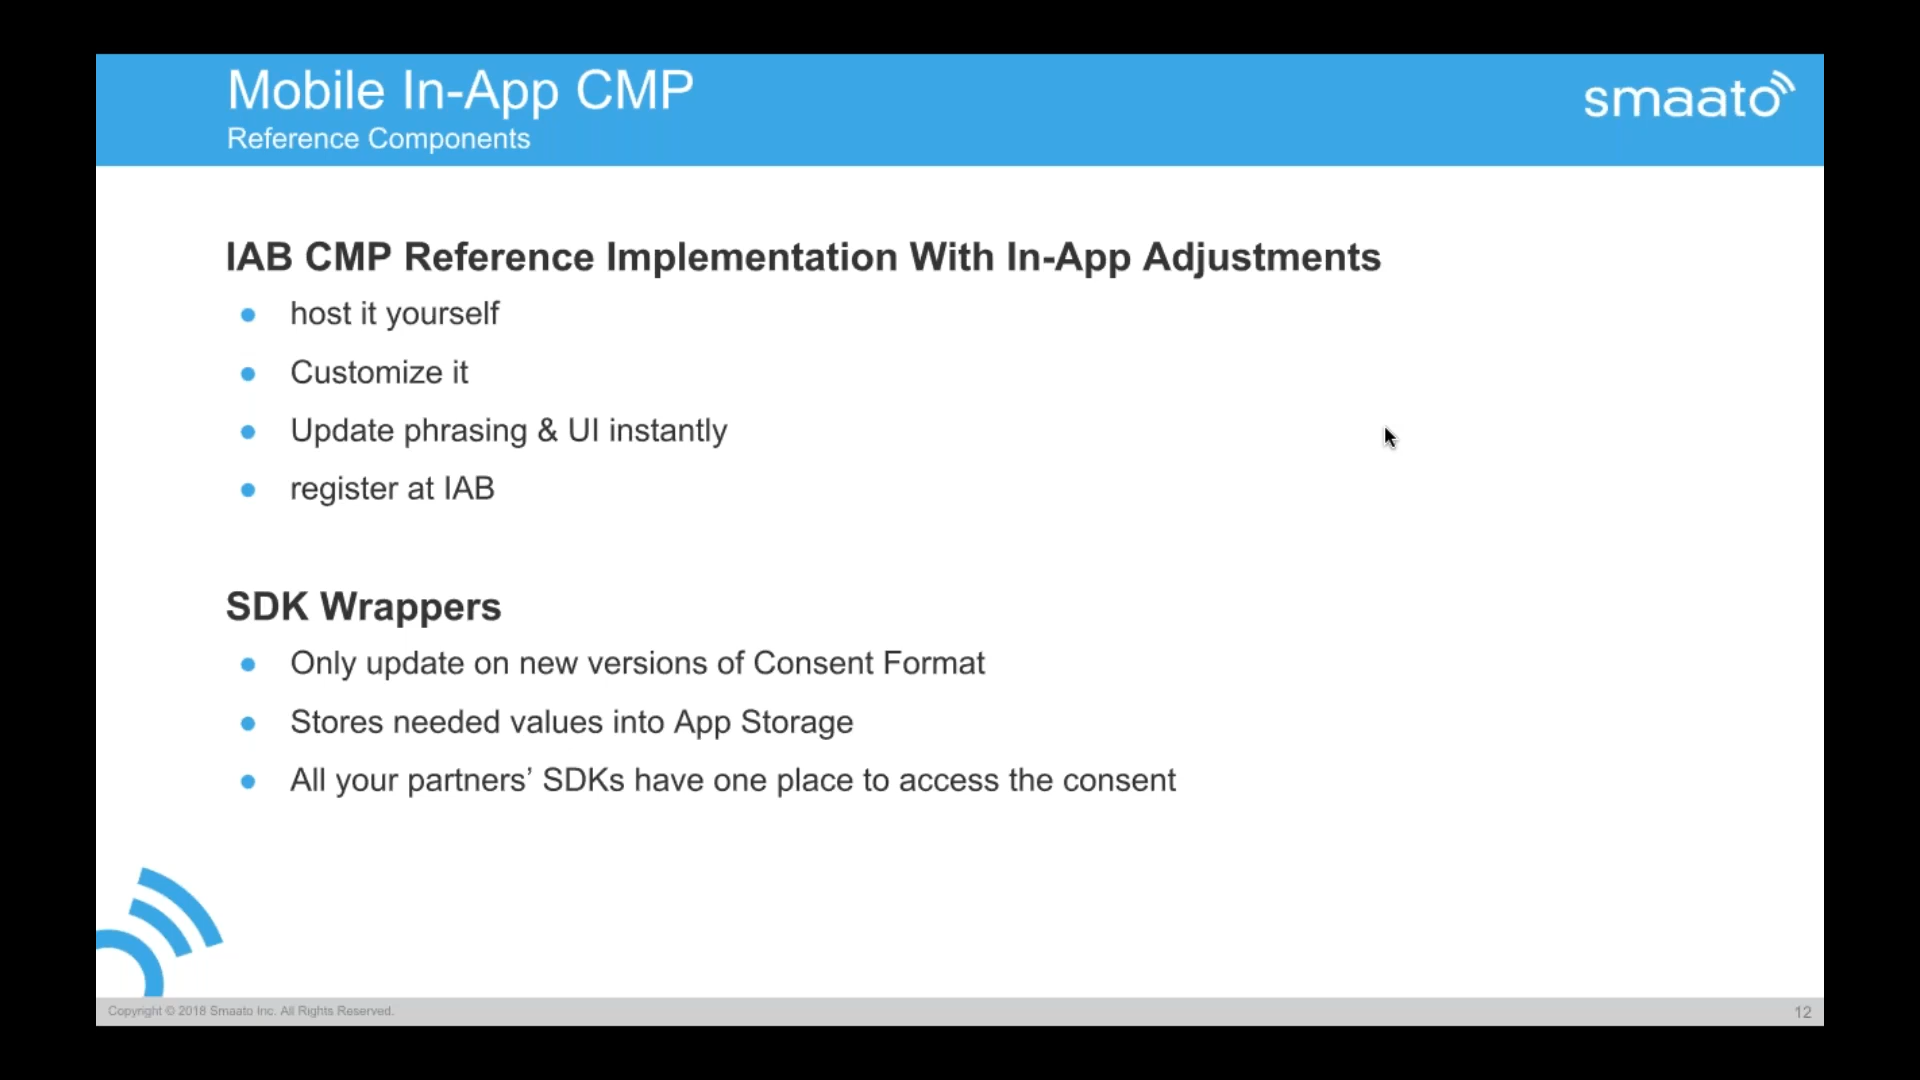 Mobile In-App CMP
Reference Components
smaato
IAB CMP Reference Implementation With In-App Adjustments
host it yourself
Customize it
Update phrasing & UI instantly
register at IAB
SDK Wrappers
Only update on new versions of Consent Format
Stores needed values into App Storage
All your partners’ SDKs have one place to access the consent
Copyright © 2018 Smaato Inc. All Rights Reserved.
12